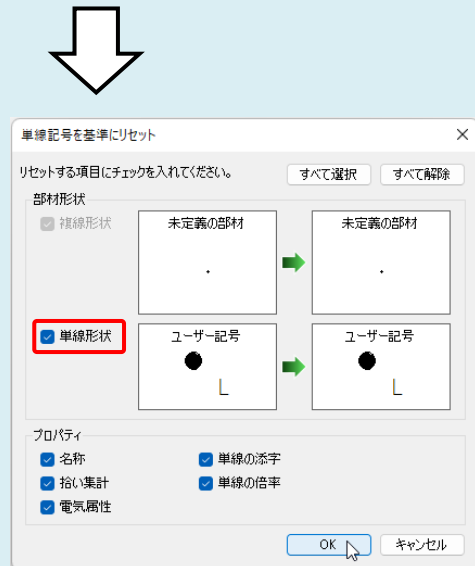 単線記号を基準にリセット
リセットする項目にチェックを入れてください。 すべて選択 すべて解除
部材形状
複線形状 未定義の部材 未定義の部材
単線形状 ユーザー記号 ユーザー記号
L L
プロパティ
名称 単線の添字
拾い集計 単線の倍率
電気属性
OK キャンセル